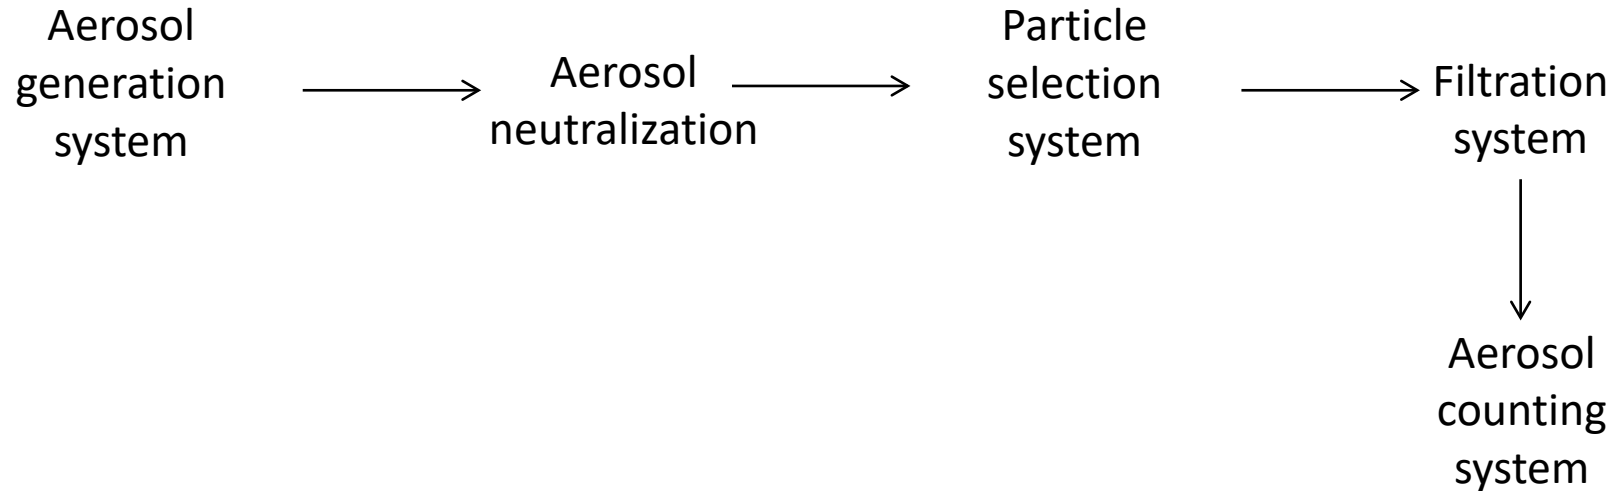 Aerosol
generation
system
Aerosol
neutralization
Particle
selection
system
Filtration
system
Aerosol
counting
system